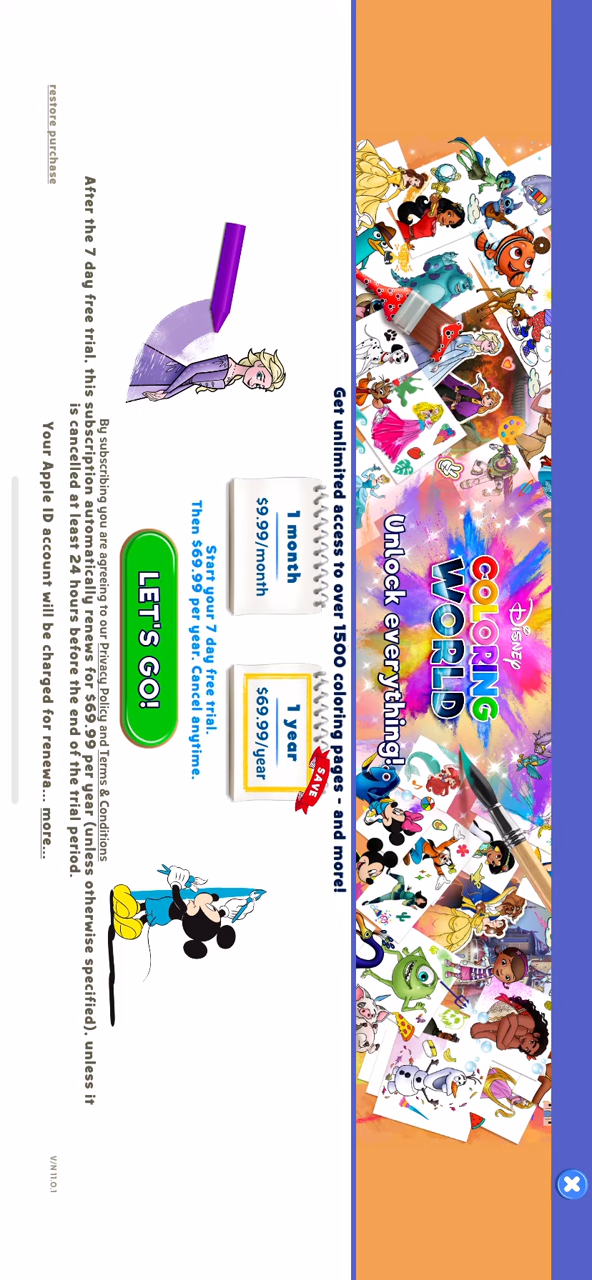 Disney
COLORING
WORLD
Unlock everything!
Get unlimited access to over 1500 coloring pages - and more!
1 month
$9.99/month
SAVE
1 year
$69.99/year
Start your 7 day free trial.
Then $69.99 per year. Cancel anytime.
LET'S GO!
By subscribing you are agreeing to our Privacy Policy and Terms & Conditions
After the 7 day free trial, this subscription automatically renews for $69.99 per year (unless otherwise specified), unless it
is cancelled at least 24 hours before the end of the trial period.
Your Apple ID account will be charged for renewa... more...
restore purchase
V/N 11.0.1